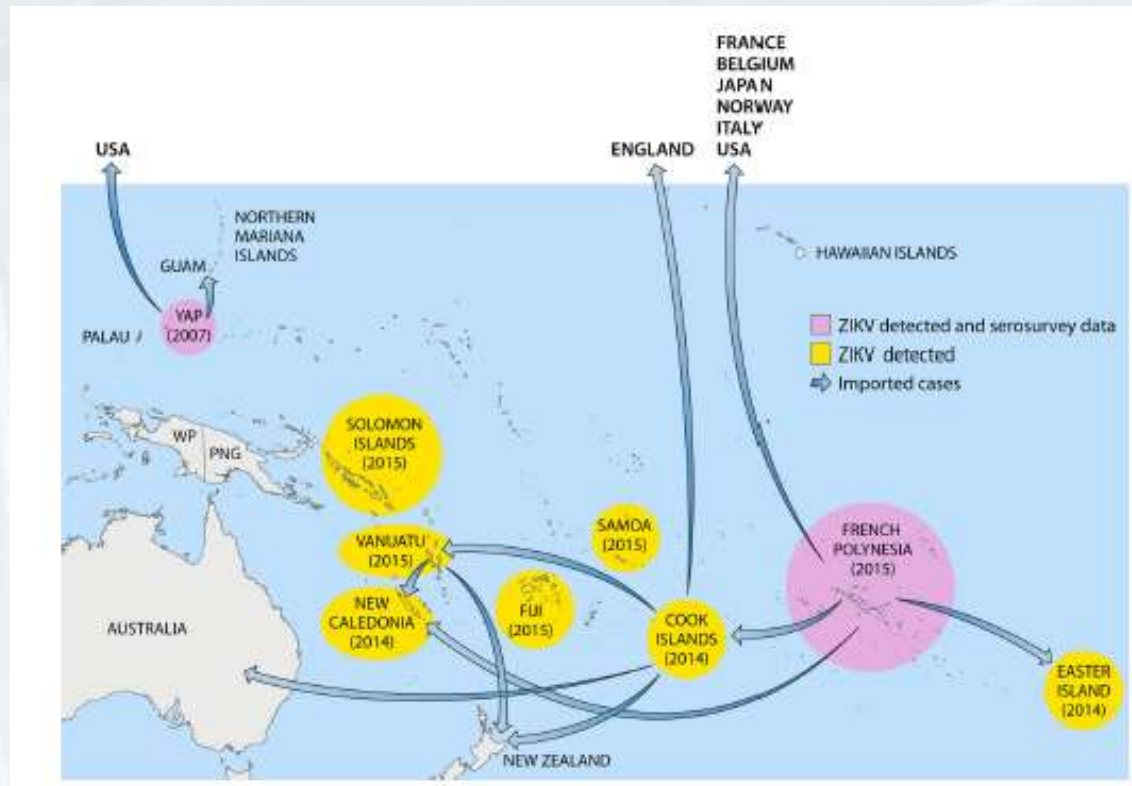 FRANCE
BELGIUM
JAPAN
NORWAY
ITALY
USA
USA
ENGLAND
NORTHERN
MARIANA
ISLANDS
GUAM
HAWAIIAN ISLANDS
YAP
(2007)
PALAU
ZIKV detected and serosurvey data
ZIKV detected
Imported cases
SOLOMON
ISLANDS
(2015)
WP
PNG
SAMOA
(2015)
FRENCH
POLYNESIA
(2015)
VANUATU
(2015)
NEW
CALEDONIA
(2014)
FIJI
(2015)
COOK
ISLANDS
(2014)
AUSTRALIA
EASTER
ISLAND
(2014)
NEW ZEALAND